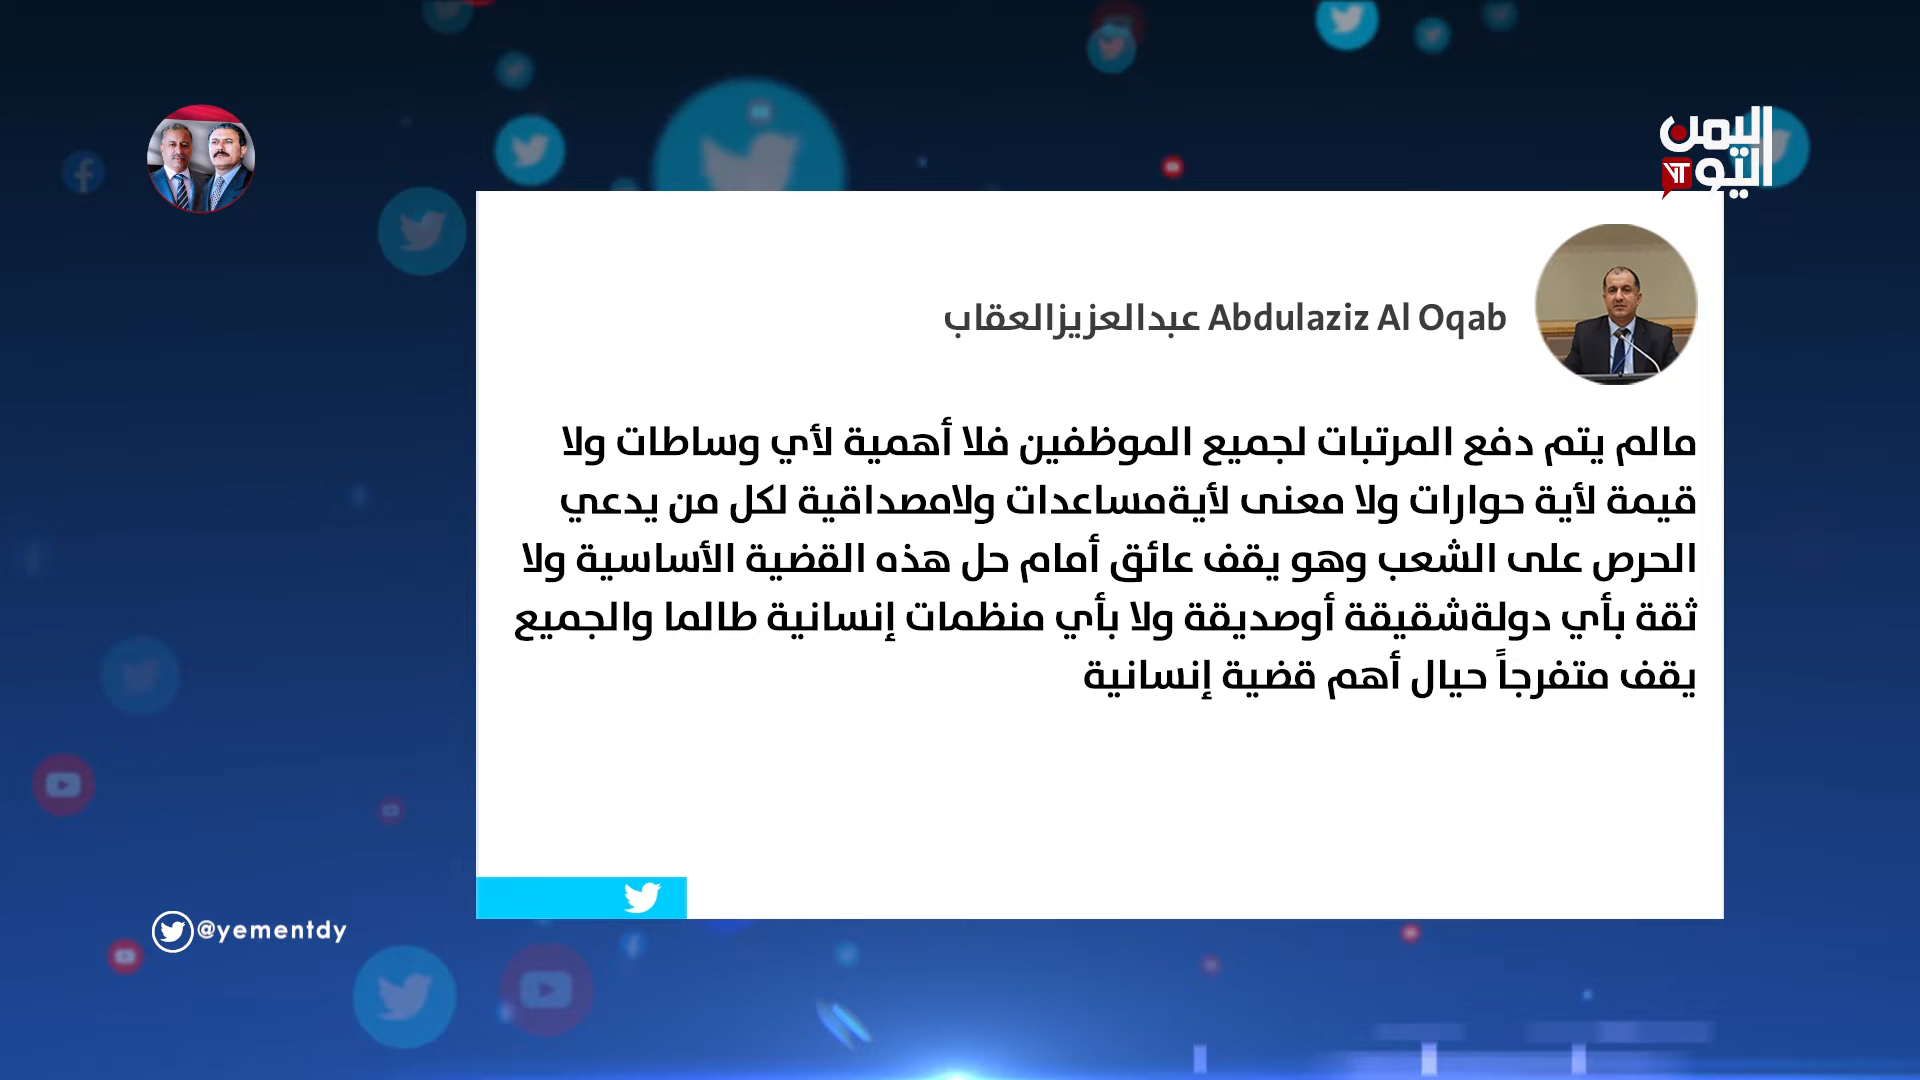 اليمن
اليوم
YT
Abdulaziz Al Oqab عبدالعزيزالعقاب
مالم يتم دفع المرتبات لجميع الموظفين فلا أهمية لأي وساطات ولا
قيمة لأية حوارات ولا معنى لأيةمساعدات ولامصداقية لكل من يدعي
الحرص على الشعب وهو يقف عائق أمام حل هذه القضية الأساسية ولا
ثقة بأي دولةشقيقة أوصديقة ولا بأي منظمات إنسانية طالما والجميع
يقف متفرجاً حيال أهم قضية إنسانية
@yementdy